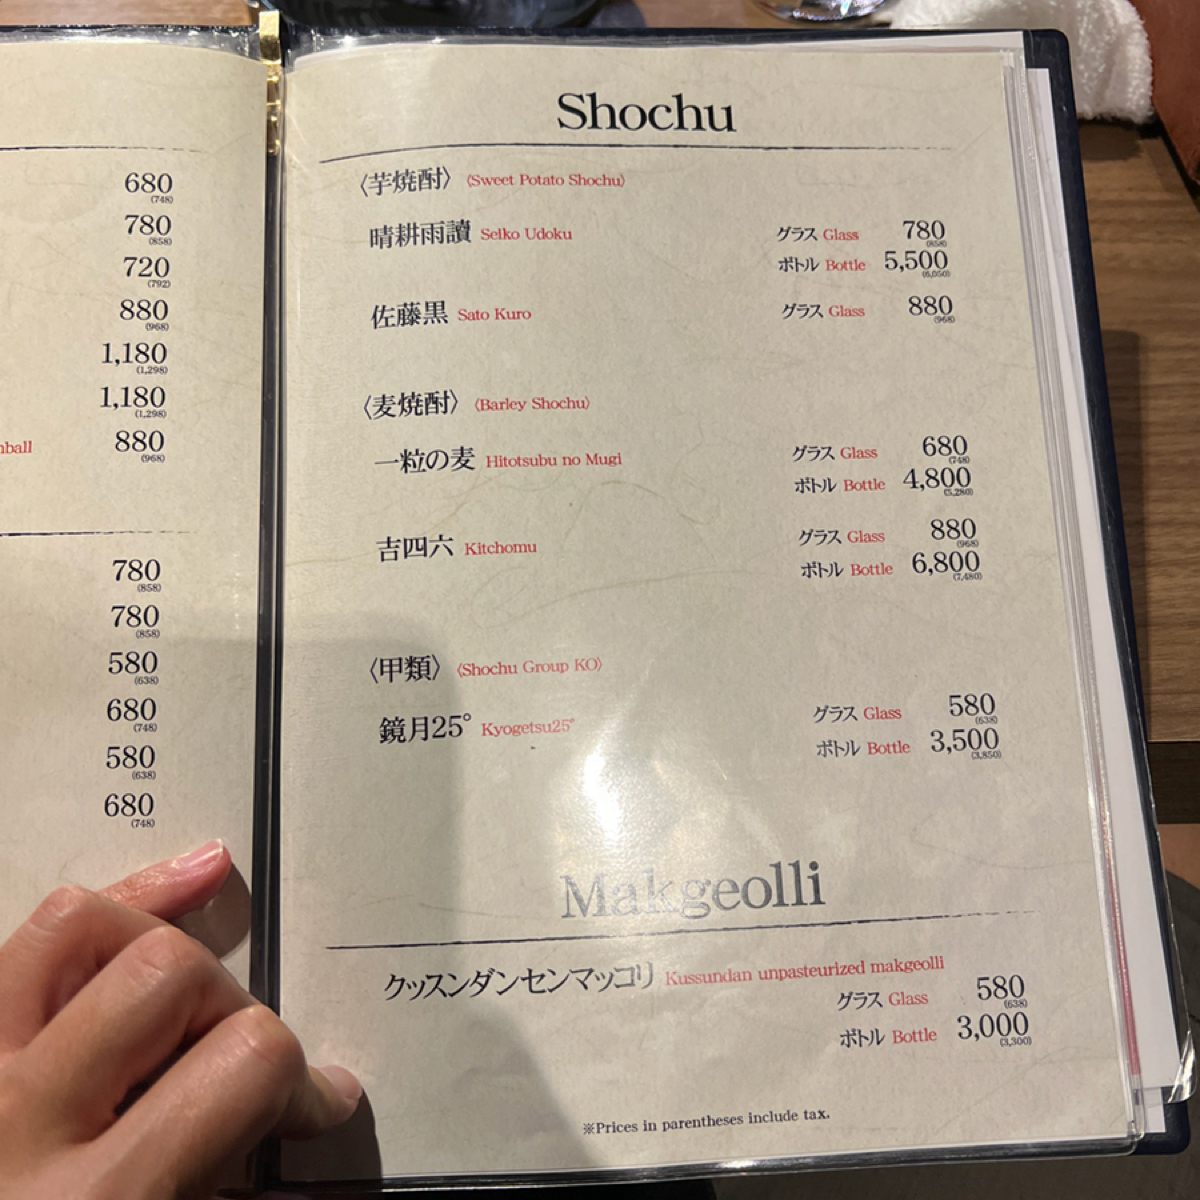 680
(748)
780
(858)
720
(792)
880
(968)
1,180
(1,298)
1,180
(1,298)
880
(968)
780
(858)
780
(858)
580
(638)
680
(748)
580
(638)
680
(748)
Shochu
〈芋焼酎〉 〈Sweet Potato Shochu〉
晴耕雨讀 Seiko Udoku グラス Glass 780
(858)
ボトル Bottle 5,500
(6,050)
佐藤黒 Sato Kuro グラス Glass 880
(968)
〈麦焼酎〉 〈Barley Shochu〉
一粒の麦 Hitotsubu no Mugi グラス Glass 680
(748)
ボトル Bottle 4,800
(5,280)
吉四六 Kitchomu グラス Glass 880
(968)
ボトル Bottle 6,800
(7,480)
〈甲類〉 〈Shochu Group KO〉
鏡月25° Kyogetsu25° グラス Glass 580
(638)
ボトル Bottle 3,500
(3,850)
Makgeolli
クッスンダンセンマッコリ Kussundan unpasteurized makgeolli
グラス Glass 580
(638)
ボトル Bottle 3,000
(3,300)
※Prices in parentheses include tax.